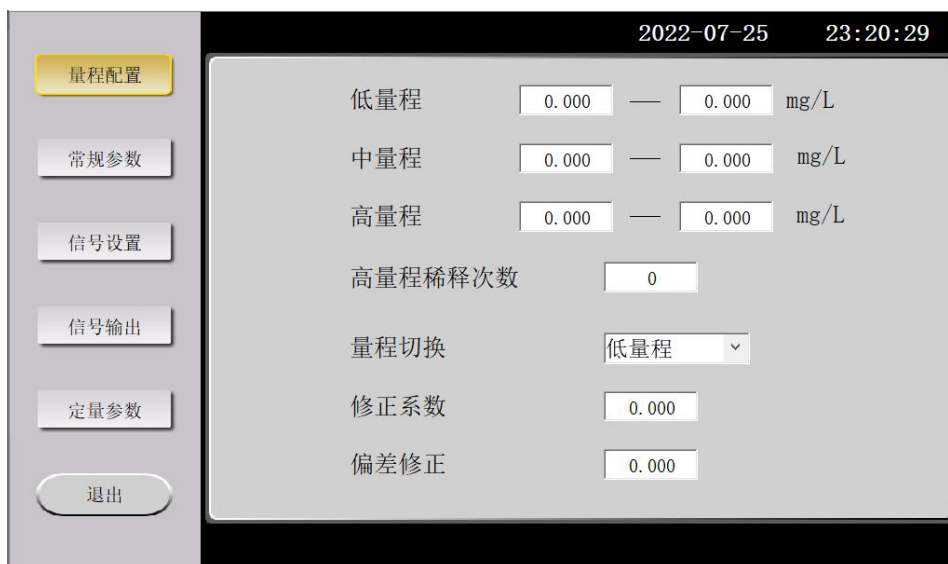 2022-07-25 23:20:29
量程配置
常规参数
信号设置
信号输出
定量参数
退出
低量程 0.000 — 0.000 mg/L
中量程 0.000 — 0.000 mg/L
高量程 0.000 — 0.000 mg/L
高量程稀释次数 0
量程切换 低量程
修正系数 0.000
偏差修正 0.000